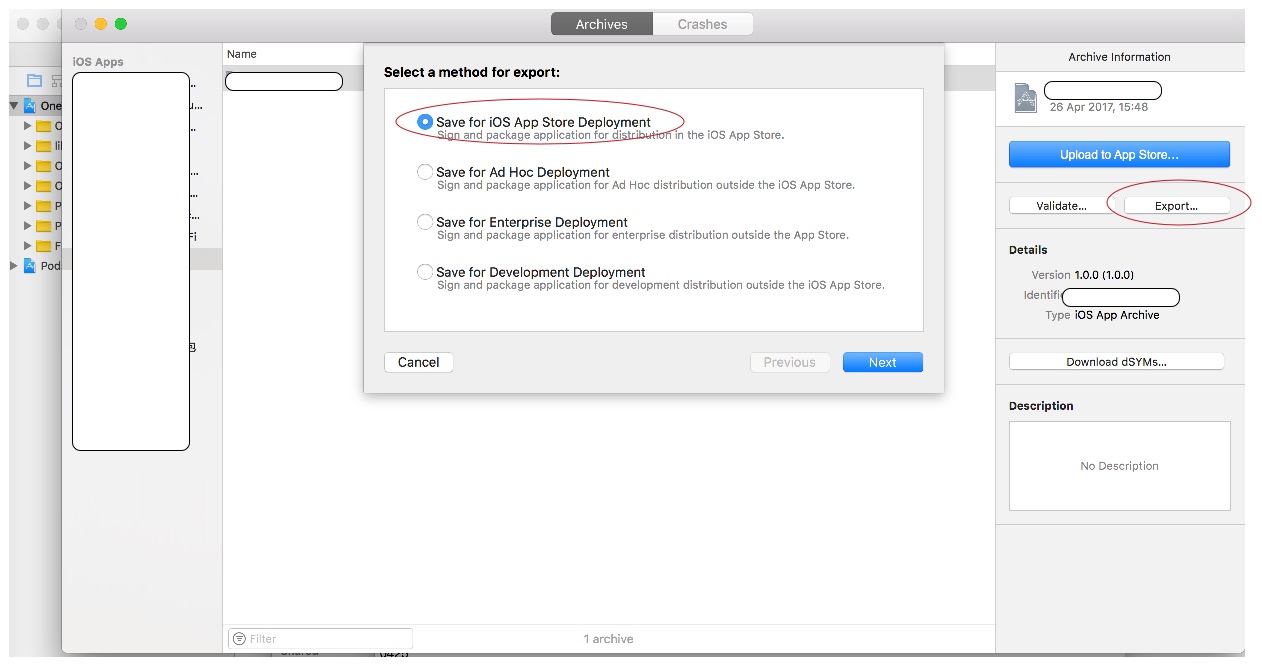 Archives
Crashes
iOS Apps
Name
Select a method for export:
Save for iOS App Store Deployment
Sign and package application for distribution in the iOS App Store.
Save for Ad Hoc Deployment
Sign and package application for Ad Hoc distribution outside the iOS App Store.
Save for Enterprise Deployment
Sign and package application for enterprise distribution outside the App Store.
Save for Development Deployment
Sign and package application for development distribution outside the iOS App Store.
Cancel
Previous
Next
Archive Information
26 Apr 2017, 15:48
Upload to App Store...
Validate...
Export...
Details
Version 1.0.0 (1.0.0)
Identifi
Type iOS App Archive
Download dSYMs...
Description
No Description
One
Pod
Filter
1 archive